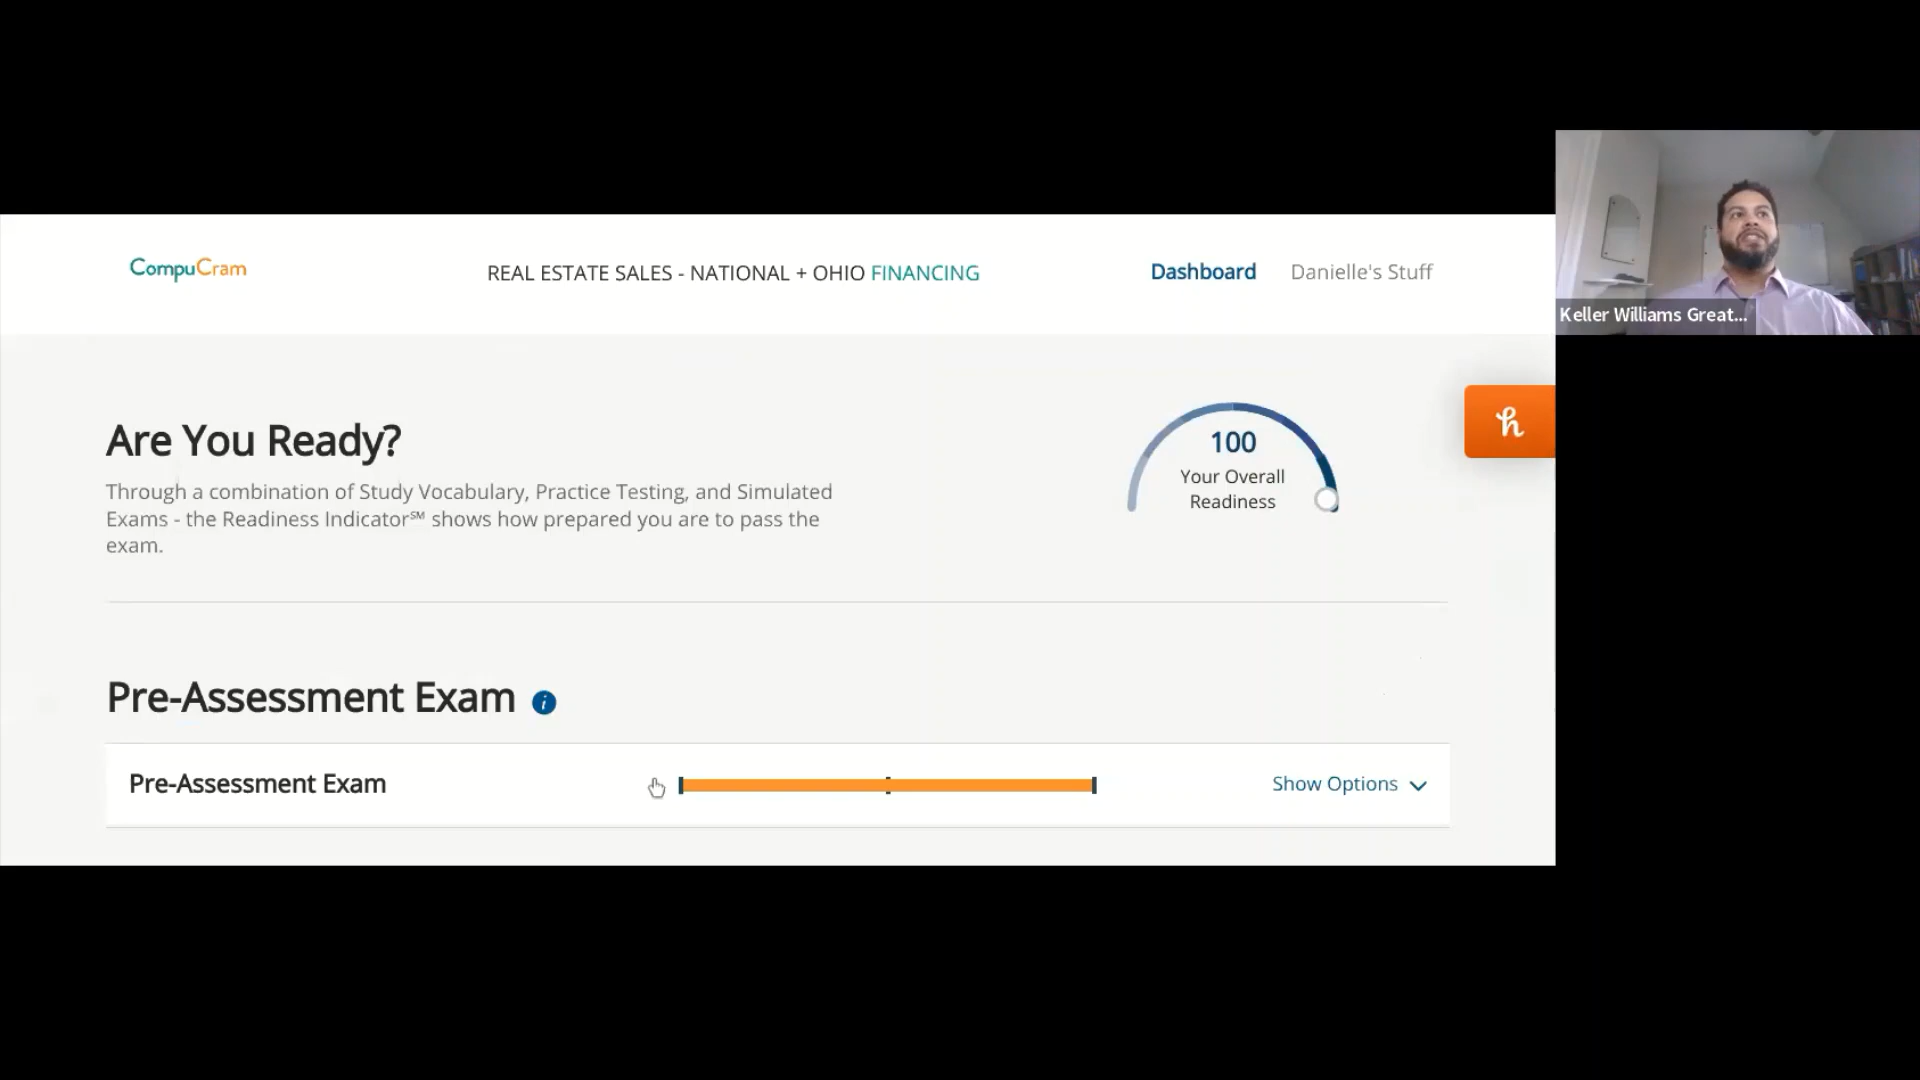 CompuCram
REAL ESTATE SALES - NATIONAL + OHIO FINANCING
Dashboard
Danielle's Stuff
Keller Williams Great...
Are You Ready?
Through a combination of Study Vocabulary, Practice Testing, and Simulated
Exams - the Readiness Indicator℠ shows how prepared you are to pass the
exam.
100
Your Overall
Readiness
h
Pre-Assessment Exam i
Pre-Assessment Exam
Show Options